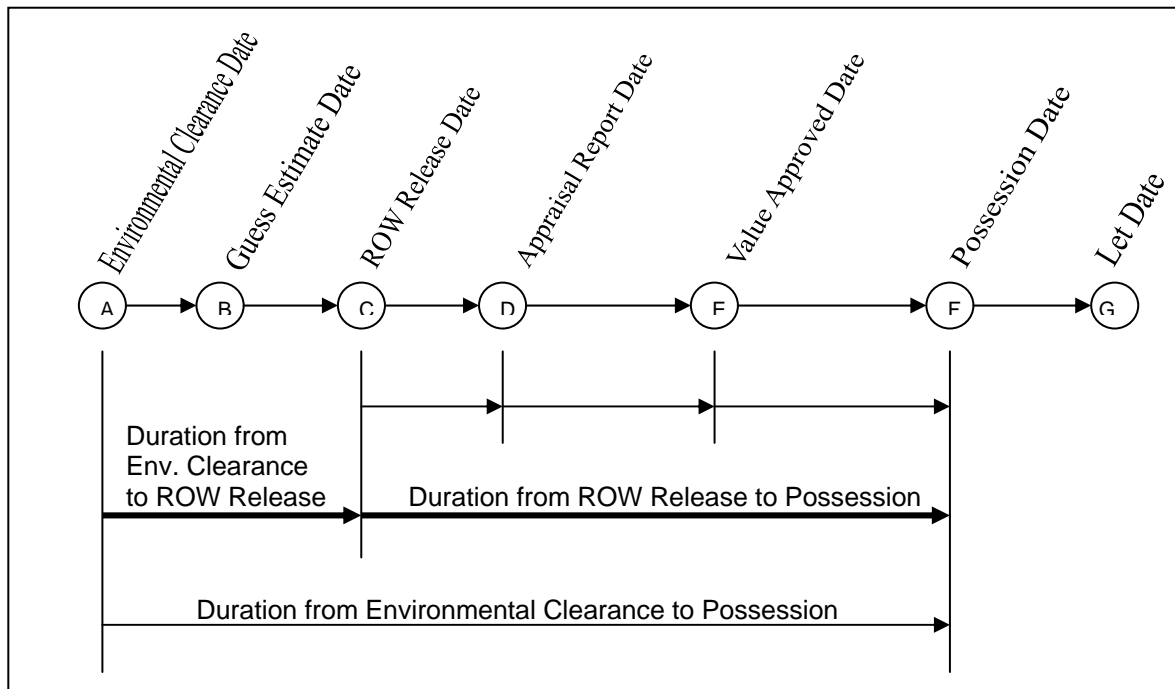 Environmental Clearance Date
Guess Estimate Date
ROW Release Date
Appraisal Report Date
Value Approved Date
Possession Date
Let Date
A B C D E F G
Duration from
Env. Clearance
to ROW Release
Duration from ROW Release to Possession
Duration from Environmental Clearance to Possession